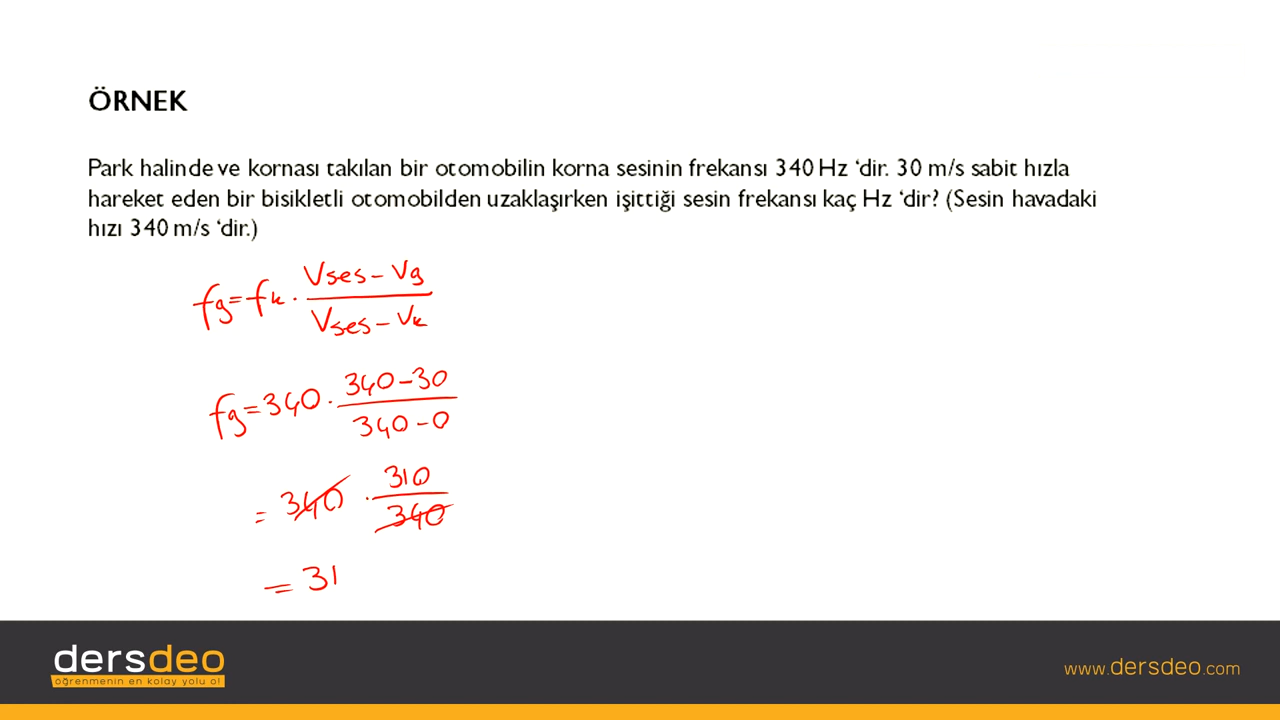 ÖRNEK
Park halinde ve kornası takılan bir otomobilin korna sesinin frekansı 340 Hz ‘dir. 30 m/s sabit hızla
hareket eden bir bisikletli otomobilden uzaklaşırken işittiği sesin frekansı kaç Hz ‘dir? (Sesin havadaki
hızı 340 m/s ‘dir.)
fg = fk · (Vses - Vg) / (Vses - Vk)
fg = 340 · (340 - 30) / (340 - 0)
= 340 · 310 / 340
= 31
dersdeo
öğrenmenin en kolay yolu o!
www.dersdeo.com